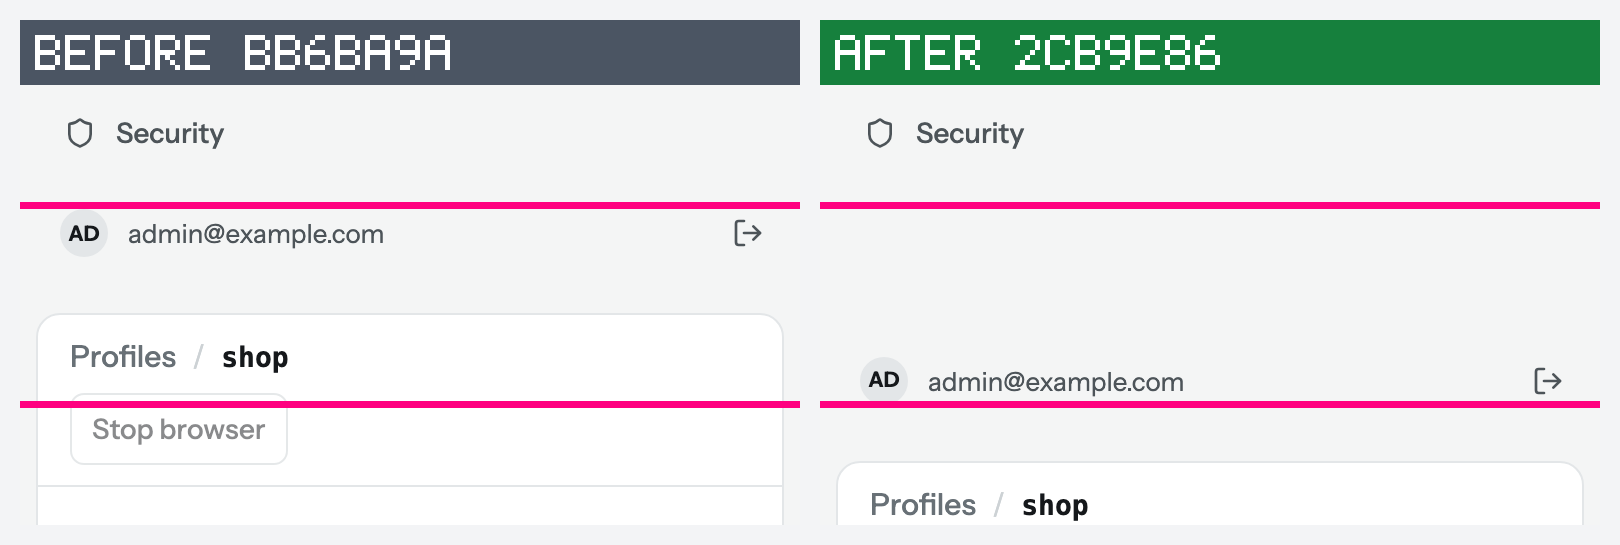 BEFORE BB6BA9A
Security
AD admin@example.com
Profiles / shop
Stop browser
AFTER 2CB9E86
Security
AD admin@example.com
Profiles / shop